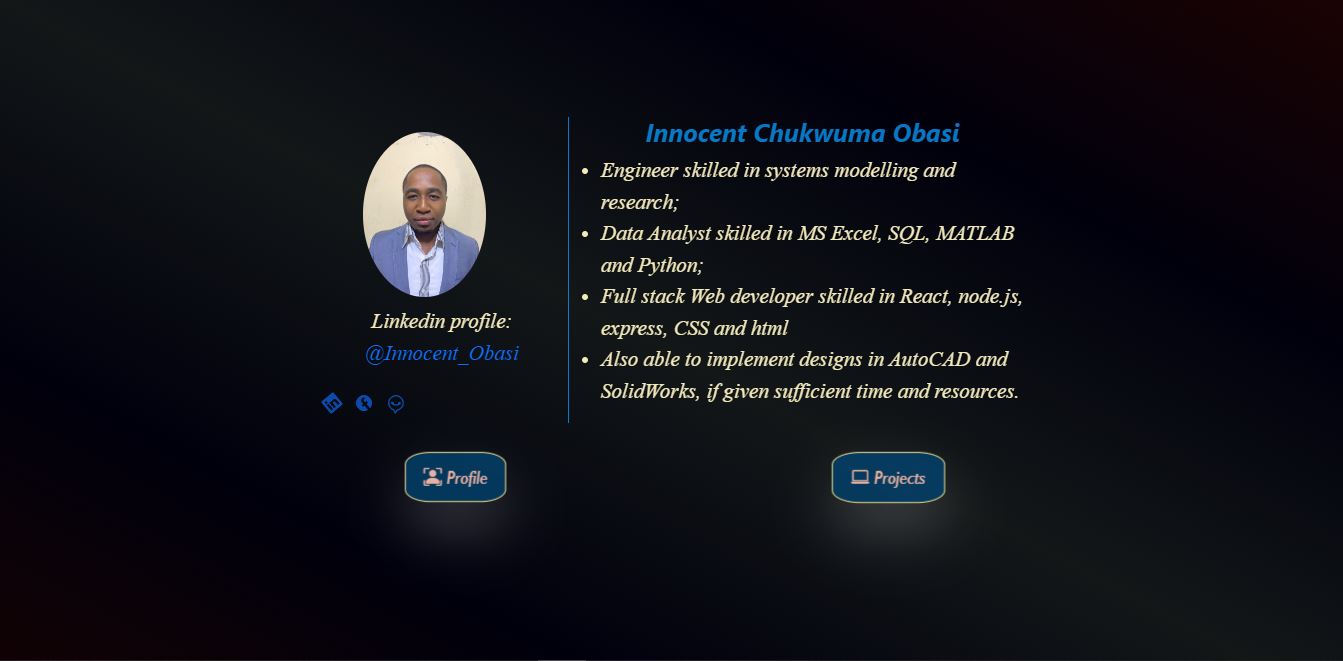 Innocent Chukwuma Obasi
• Engineer skilled in systems modelling and
research;
• Data Analyst skilled in MS Excel, SQL, MATLAB
and Python;
• Full stack Web developer skilled in React, node.js,
express, CSS and html
• Also able to implement designs in AutoCAD and
SolidWorks, if given sufficient time and resources.
Linkedin profile:
@Innocent_Obasi
in
Profile
Projects